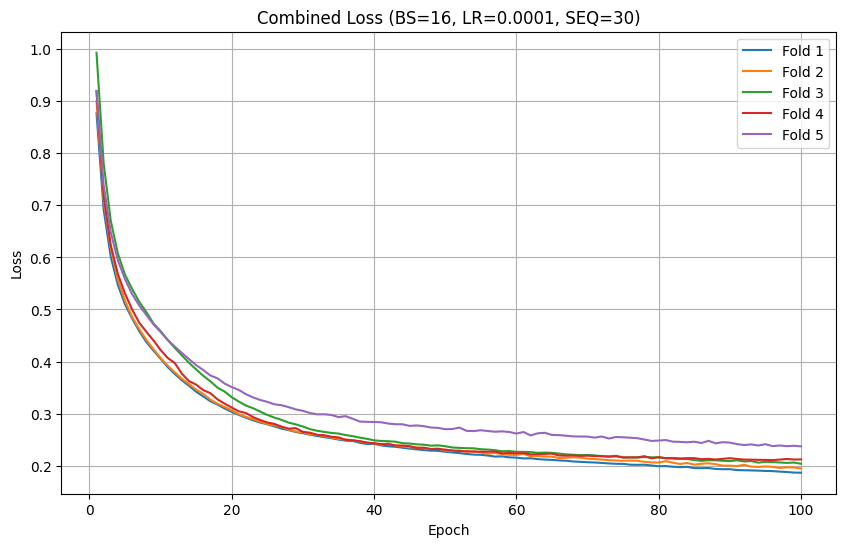 Combined Loss (BS=16, LR=0.0001, SEQ=30)
Fold 1
Fold 2
Fold 3
Fold 4
Fold 5
Loss
1.0
0.9
0.8
0.7
0.6
0.5
0.4
0.3
0.2
0 20 40 60 80 100
Epoch